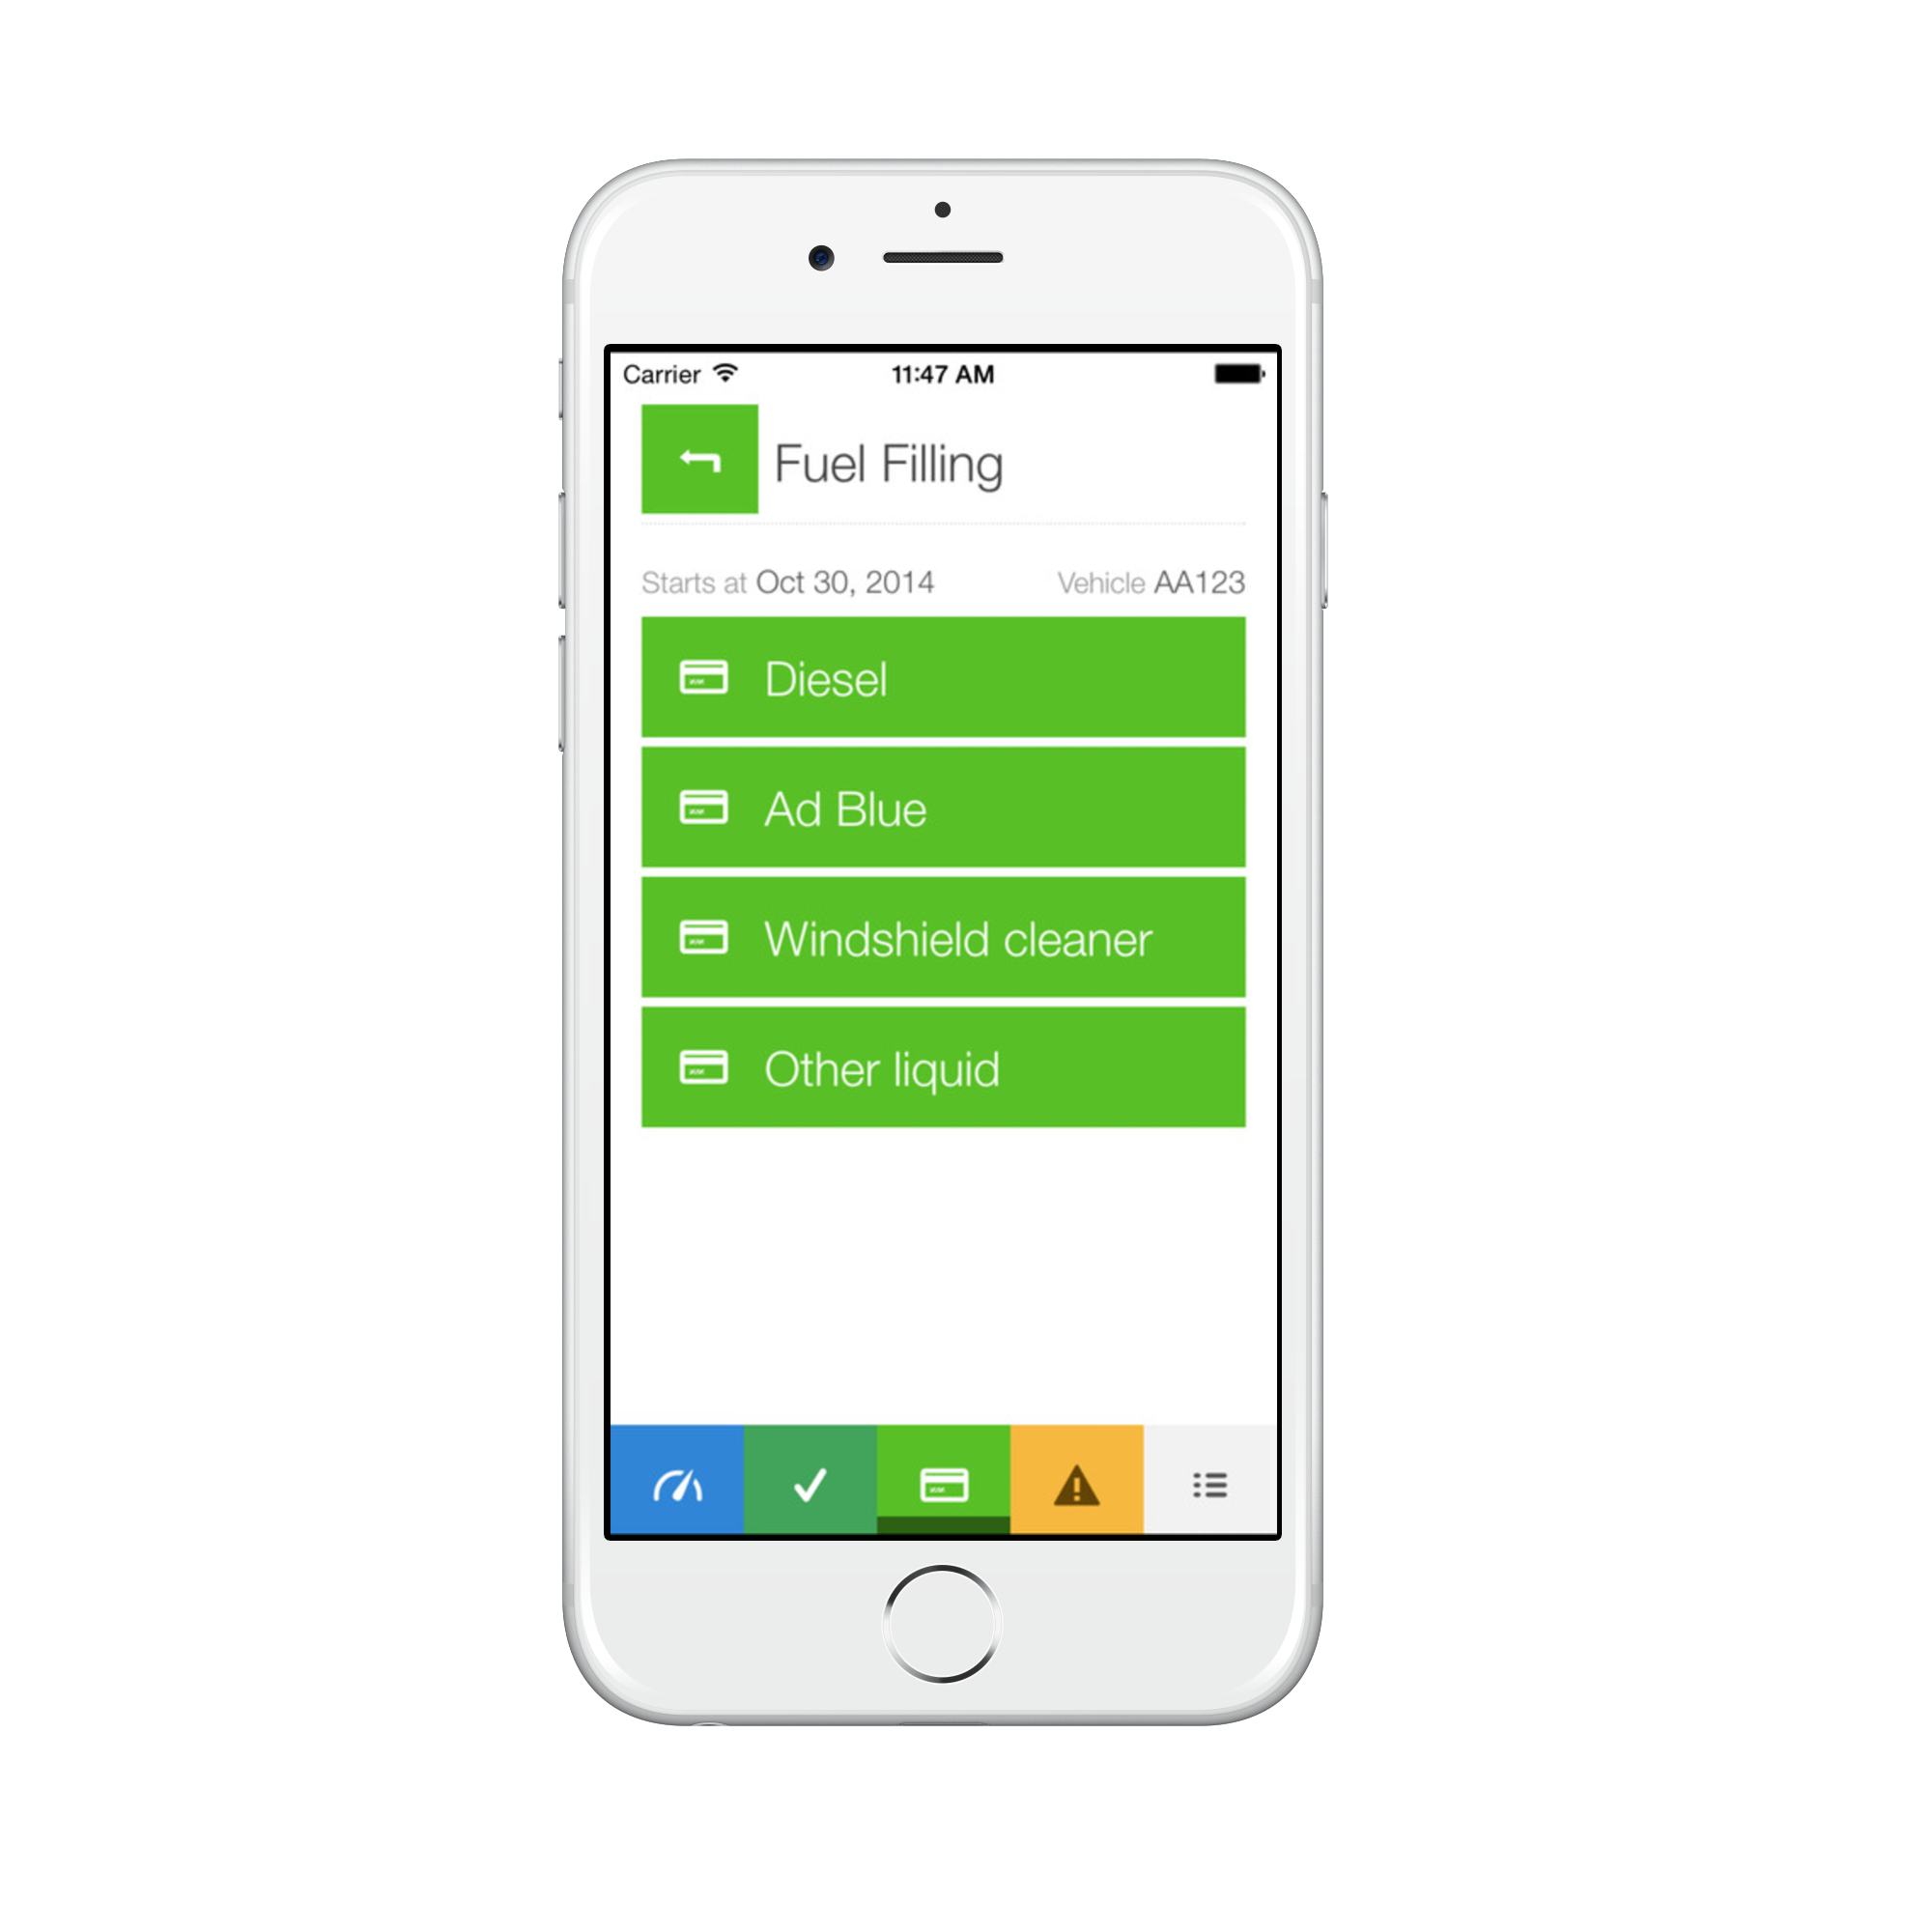 Carrier 11:47 AM
Fuel Filling
Starts at Oct 30, 2014 Vehicle AA123
Diesel
Ad Blue
Windshield cleaner
Other liquid